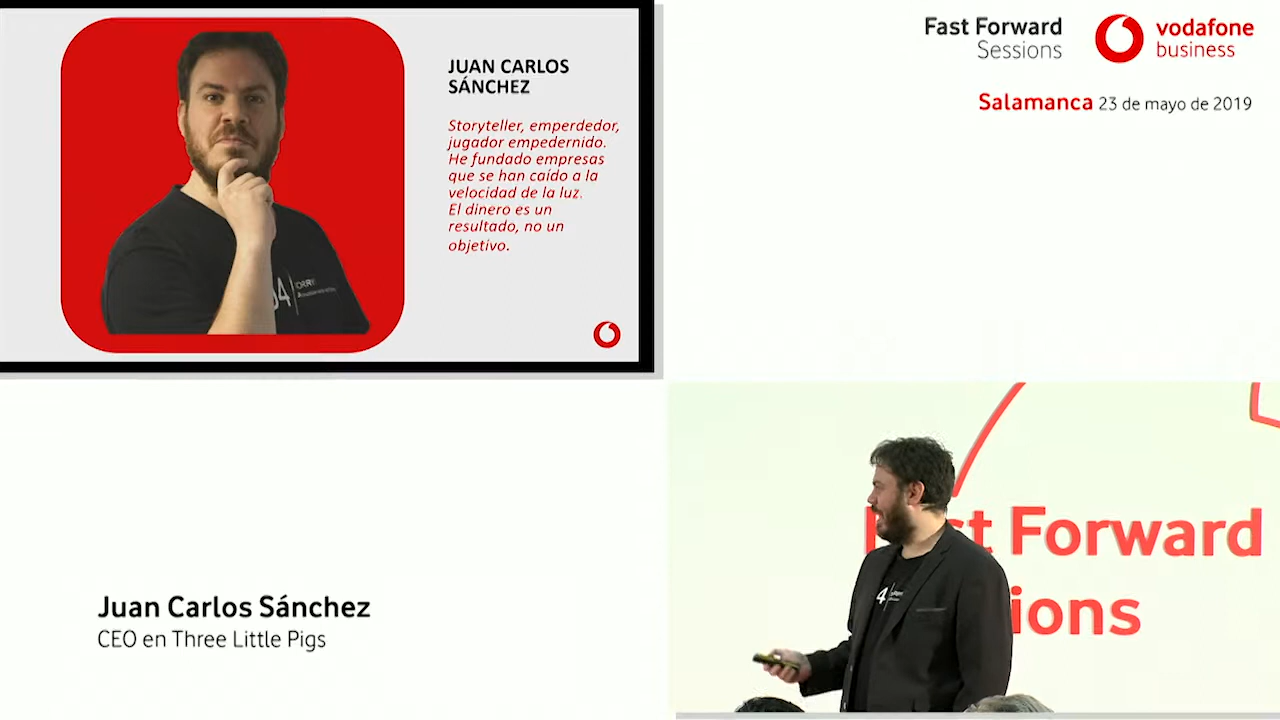 JUAN CARLOS
SÁNCHEZ
Storyteller, emperdedor,
jugador empedernido.
He fundado empresas
que se han caído a la
velocidad de la luz.
El dinero es un
resultado, no un
objetivo.
Fast Forward
Sessions
vodafone
business
Salamanca 23 de mayo de 2019
Juan Carlos Sánchez
CEO en Three Little Pigs
st Forward
ions